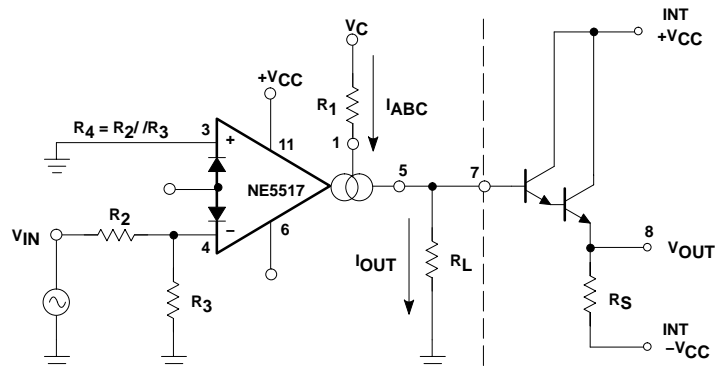 VC
INT
+VCC
+VCC
R1
IABC
R4 = R2/ /R3
3
+
11
1
NE5517
5
7
VIN
R2
4
−
6
IOUT
RL
8
VOUT
R3
RS
INT
−VCC